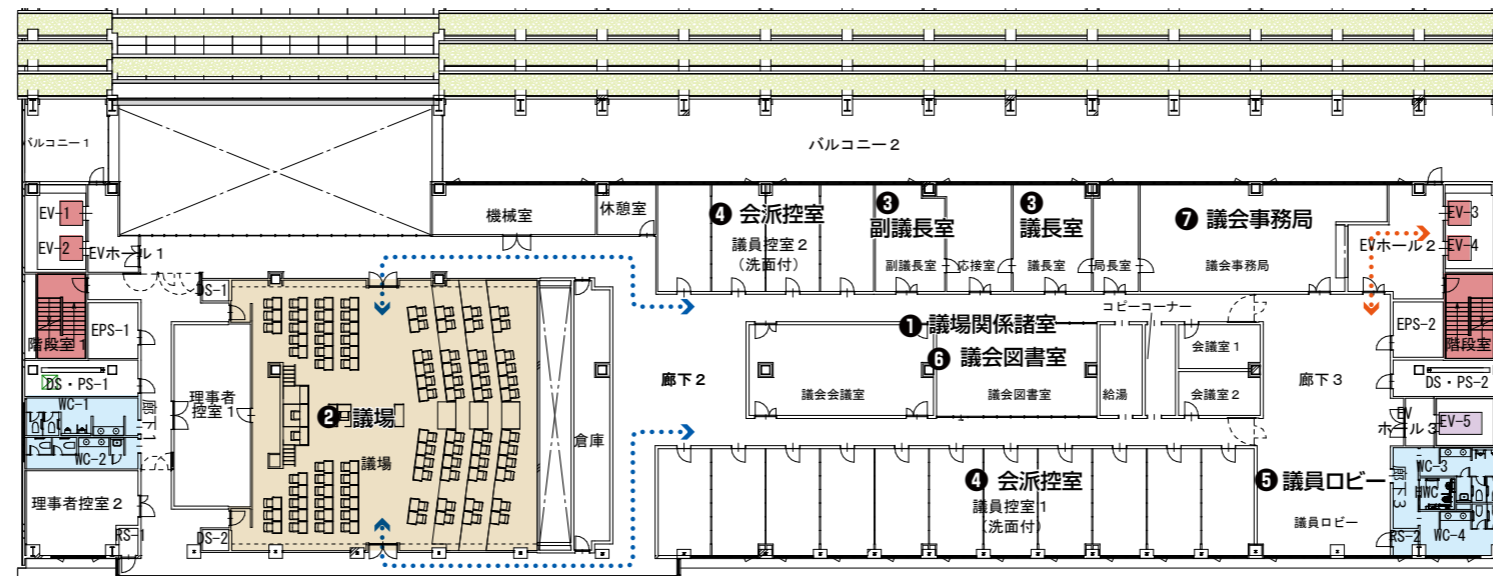 バルコニー１
バルコニー２
EV-1
EV-2
EVホール１
機械室
休憩室
❹ 会派控室
議員控室２
（洗面付）
❸
副議長室
副議長室
応接室
❸
議長室
議長室
局長室
❼ 議会事務局
議会事務局
EVホール２
EV-3
EV-4
DS-1
階段室１
EPS-1
DS・PS-1
WC-1
WC-2
廊下１
理事者
控室１
理事者控室２
RS-1
DS-2
❷ 議場
議場
倉庫
廊下２
コピーコーナー
❶ 議場関係諸室
❻ 議会図書室
議会会議室
議会図書室
給湯
会議室１
会議室２
廊下３
EPS-2
階段室
DS・PS-2
EV
ホール３
EV-5
❹ 会派控室
議員控室１
（洗面付）
❺ 議員ロビー
議員ロビー
WC-3
HWC
廊下３
RS-2
WC-4